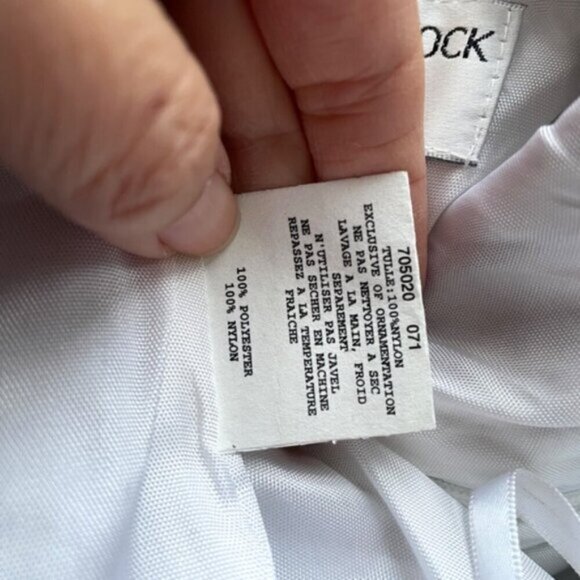 OCK
705020 071
TULLE:100%NYLON
EXCLUSIVE OF ORNAMENTATION
NE PAS NETTOYER A SEC
LAVAGE A LA MAIN, FROID
SEPAREMENT
N'UTILISER PAS JAVEL
NE PAS SECHER EN MACHINE
REPASSEZ A LA TEMPERATURE
FRAICHE
100% POLYESTER
100% NYLON